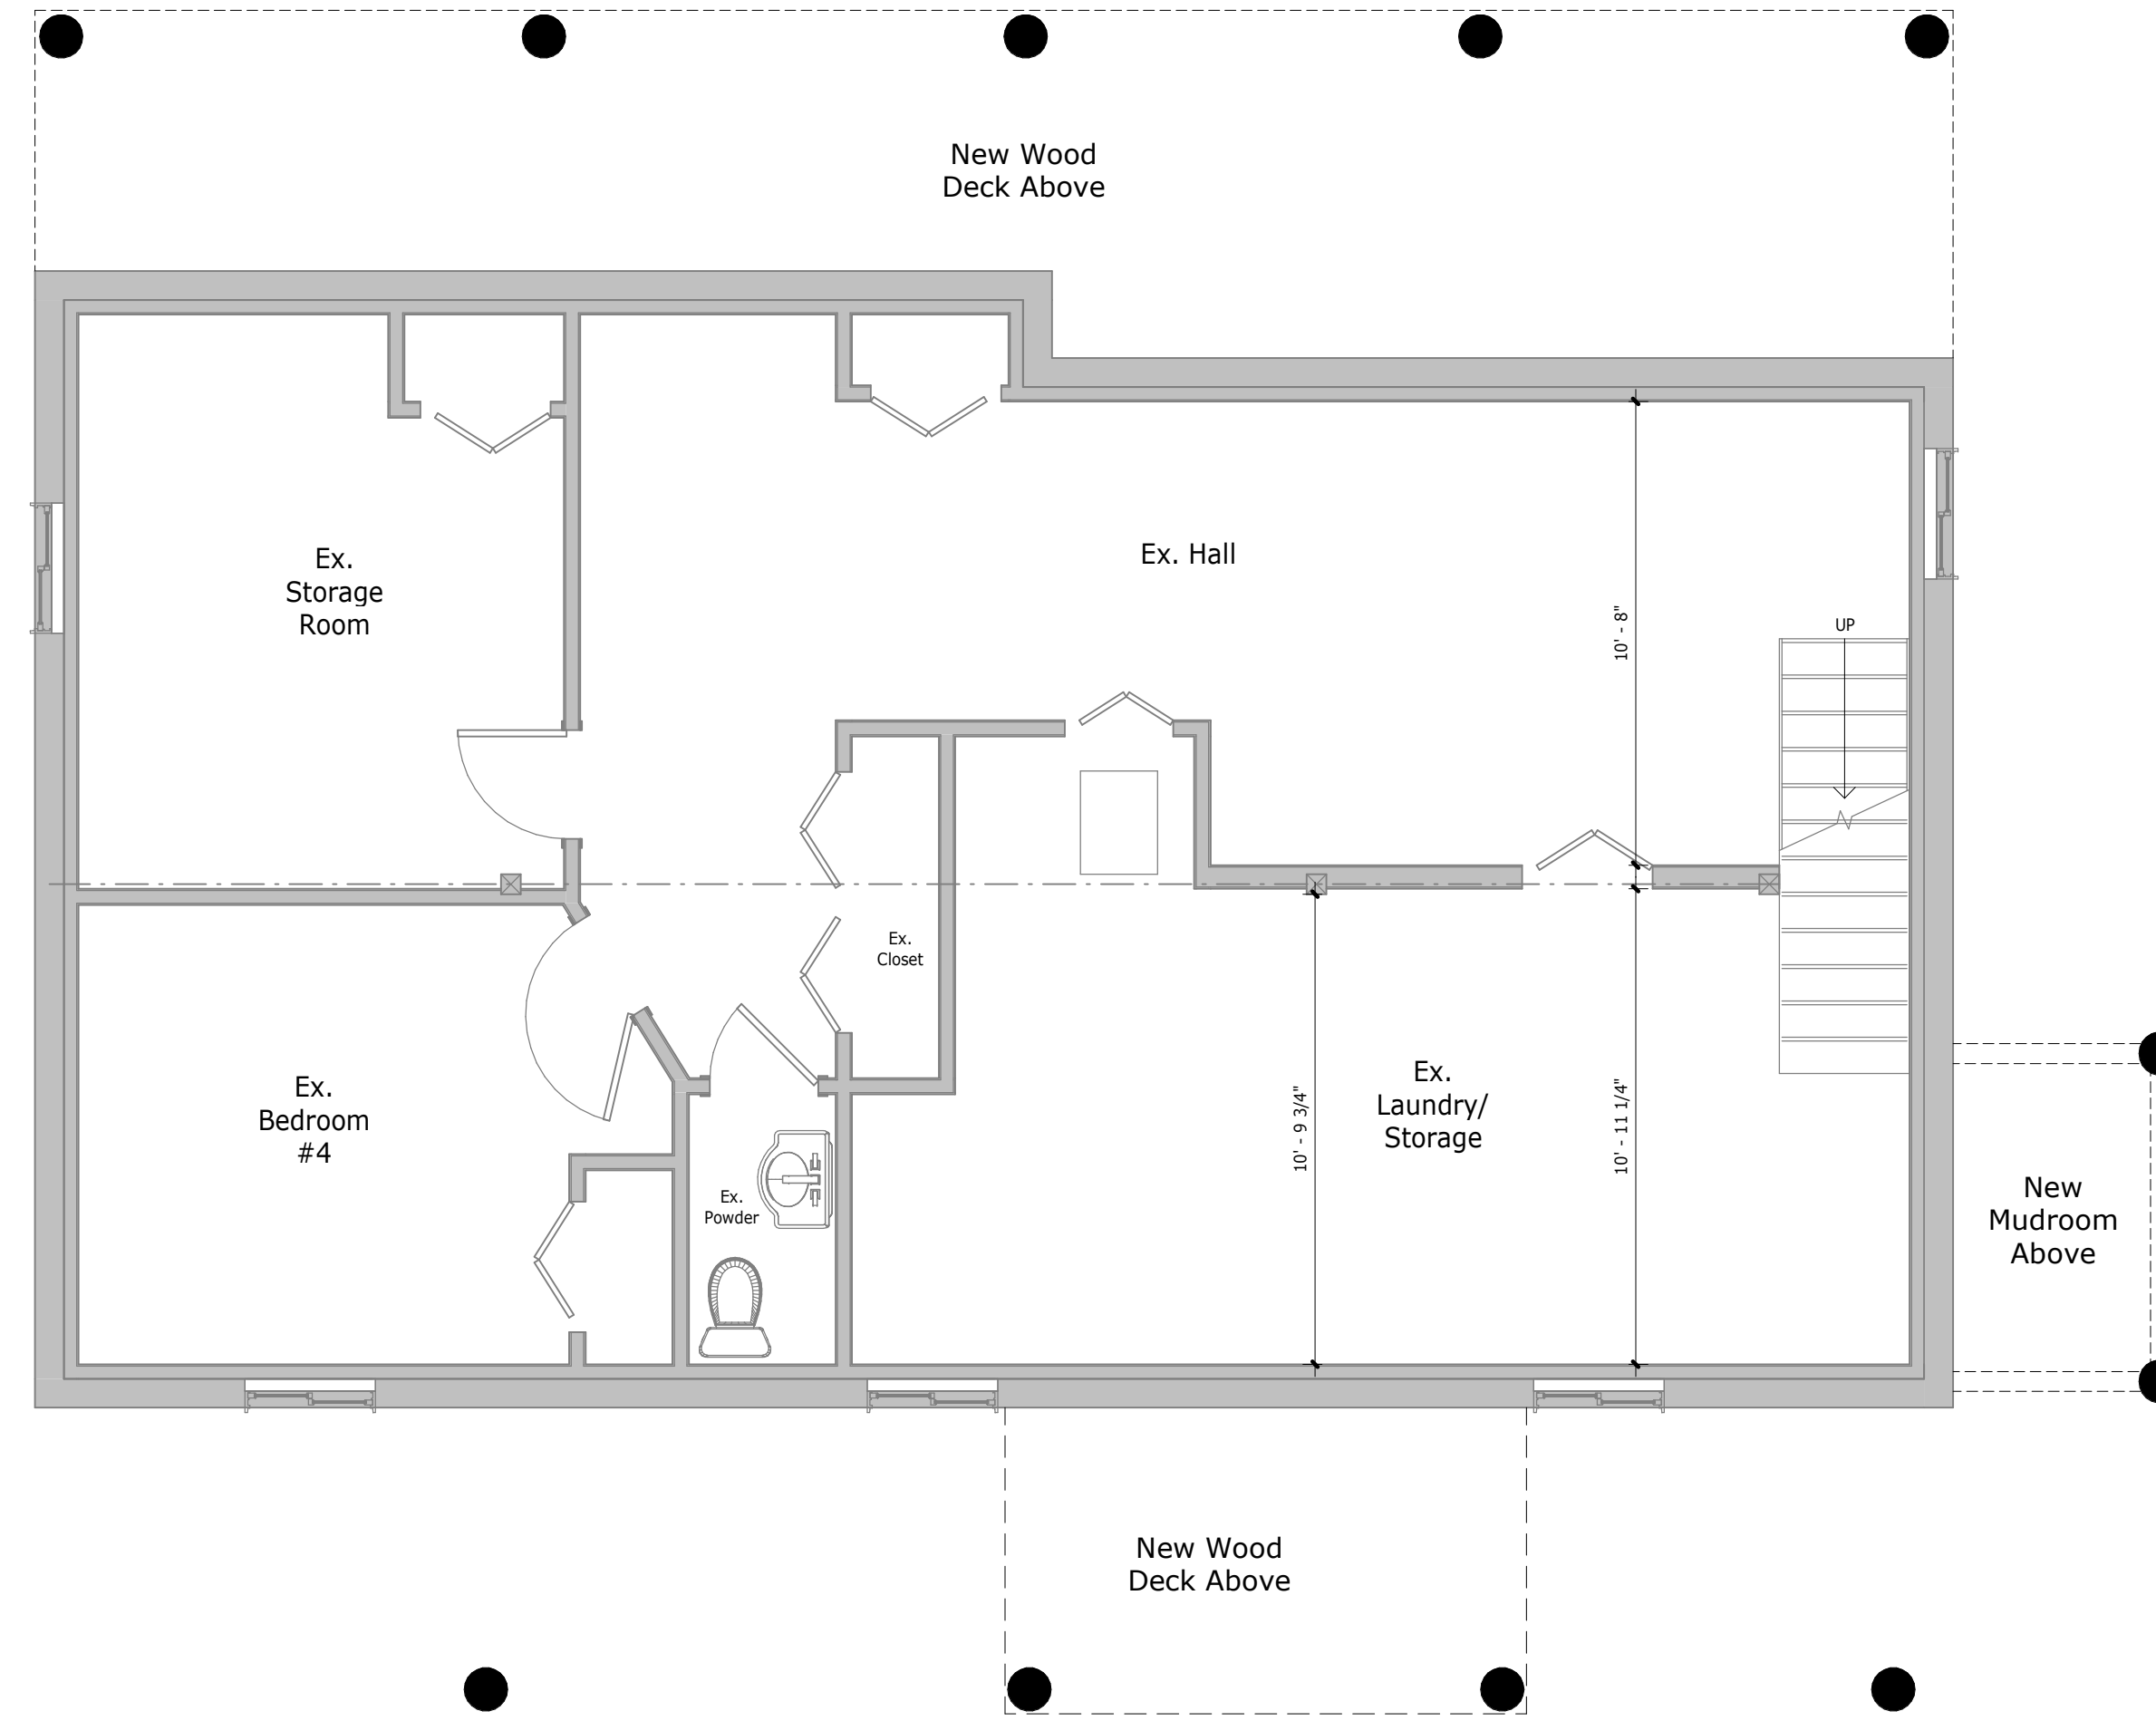 New Wood
Deck Above
Ex.
Storage
Room
Ex. Hall
10' - 8"
UP
Ex.
Closet
Ex.
Bedroom
#4
Ex.
Powder
10' - 9 3/4"
Ex.
Laundry/
Storage
10' - 11 1/4"
New
Mudroom
Above
New Wood
Deck Above